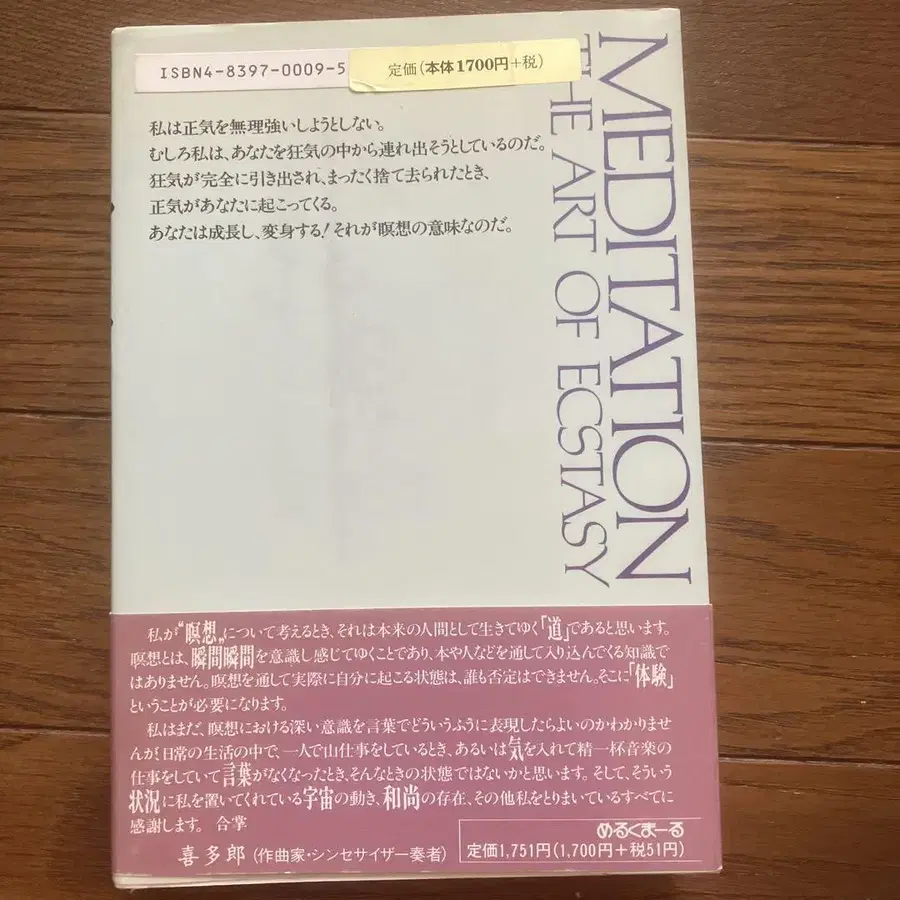 ISBN4-8397-0009-5
定価(本体1700円+税)
私は正気を無理強いしようとしない。
むしろ私は、あなたを狂気の中から連れ出そうとしているのだ。
狂気が完全に引き出され、まったく捨て去られたとき、
正気があなたに起こってくる。
あなたは成長し、変身する!それが瞑想の意味なのだ。
MEDITATION
THE ART OF ECSTASY
私が“瞑想”について考えるとき、それは本来の人間として生きてゆく「道」であると思います。
瞑想とは、瞬間瞬間を意識し感じてゆくことであり、本や人などを通して入り込んでくる知識で
はありません。瞑想を通して実際に自分に起こる状態は、誰も否定はできません。そこに「体験」
ということが必要になります。
私はまだ、瞑想における深い意識を言葉でどういうふうに表現したらよいのかわかりませ
んが、日常の生活の中で、一人で山仕事をしているとき、あるいは気を入れて精一杯音楽の
仕事をしていて言葉がなくなったとき、そんなときの状態ではないかと思います。そして、そういう
状況に私を置いてくれている宇宙の動き、和尚の存在、その他私をとりまいているすべてに
感謝します。 合掌
喜多郎(作曲家・シンセサイザー奏者)
めるくまーる
定価1,751円(1,700円+税51円)